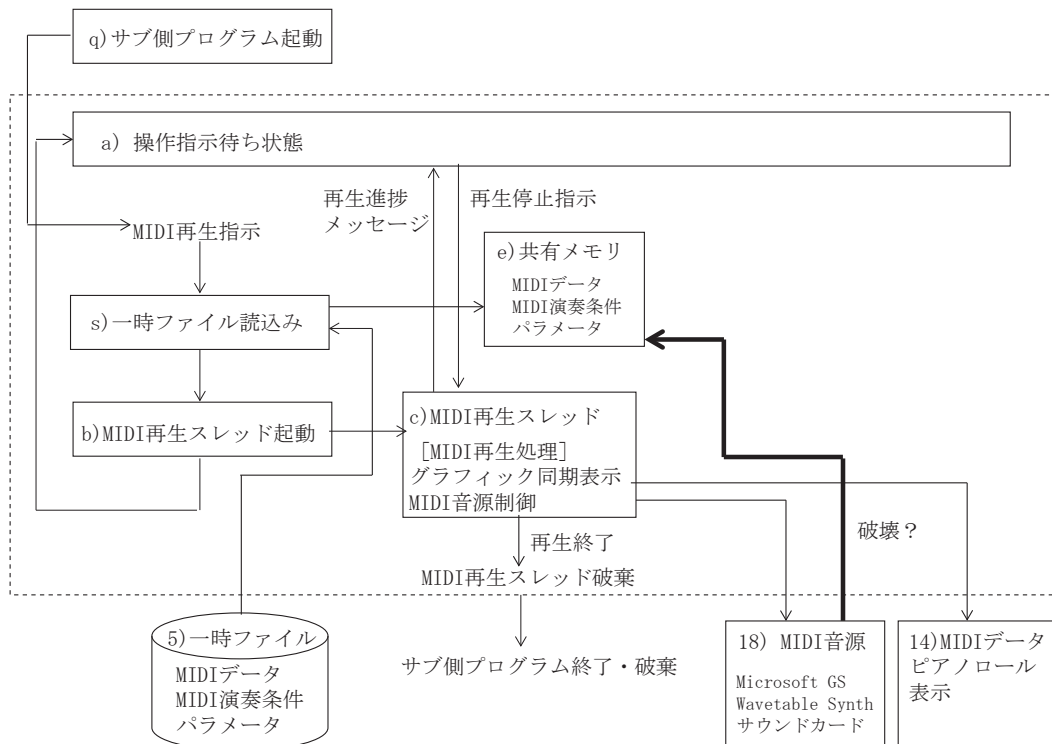 q)サブ側プログラム起動
a) 操作指示待ち状態
再生進捗
メッセージ
再生停止指示
MIDI再生指示
e)共有メモリ
MIDIデータ
MIDI演奏条件
パラメータ
s)一時ファイル読込み
b)MIDI再生スレッド起動
c)MIDI再生スレッド
[MIDI再生処理]
グラフィック同期表示
MIDI音源制御
破壊？
再生終了
MIDI再生スレッド破棄
5)一時ファイル
MIDIデータ
MIDI演奏条件
パラメータ
サブ側プログラム終了・破棄
18) MIDI音源
Microsoft GS
Wavetable Synth
サウンドカード
14)MIDIデータ
ピアノロール
表示